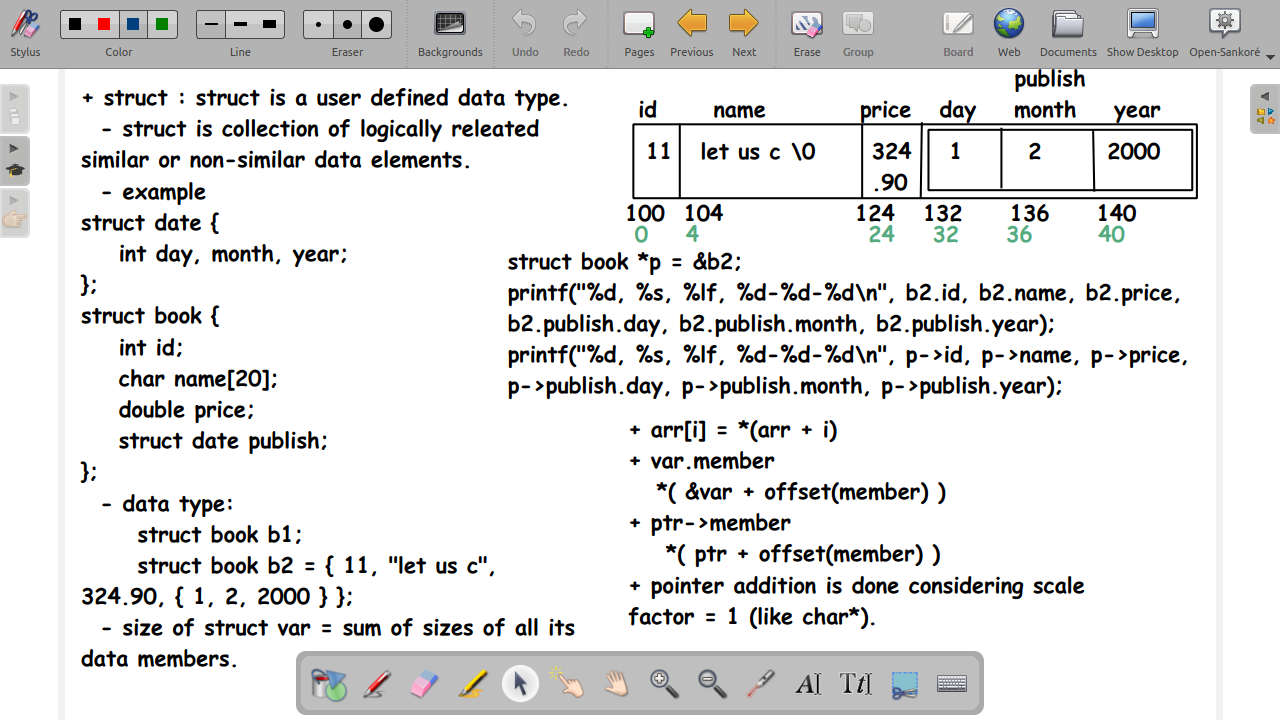 Stylus
Color
Line
Eraser
Backgrounds
Undo
Redo
Pages
Previous
Next
Erase
Group
Board
Web
Documents
Show Desktop
Open-Sankoré
+ struct : struct is a user defined data type.
- struct is collection of logically releated
similar or non-similar data elements.
- example
struct date {
int day, month, year;
};
struct book {
int id;
char name[20];
double price;
struct date publish;
};
- data type:
struct book b1;
struct book b2 = { 11, "let us c",
324.90, { 1, 2, 2000 } };
- size of struct var = sum of sizes of all its
data members.
publish
id name price day month year
11 let us c \0 324 1 2 2000
.90
100 104 124 132 136 140
0 4 24 32 36 40
struct book *p = &b2;
printf("%d, %s, %lf, %d-%d-%d\n", b2.id, b2.name, b2.price,
b2.publish.day, b2.publish.month, b2.publish.year);
printf("%d, %s, %lf, %d-%d-%d\n", p->id, p->name, p->price,
p->publish.day, p->publish.month, p->publish.year);
+ arr[i] = *(arr + i)
+ var.member
*( &var + offset(member) )
+ ptr->member
*( ptr + offset(member) )
+ pointer addition is done considering scale
factor = 1 (like char*).